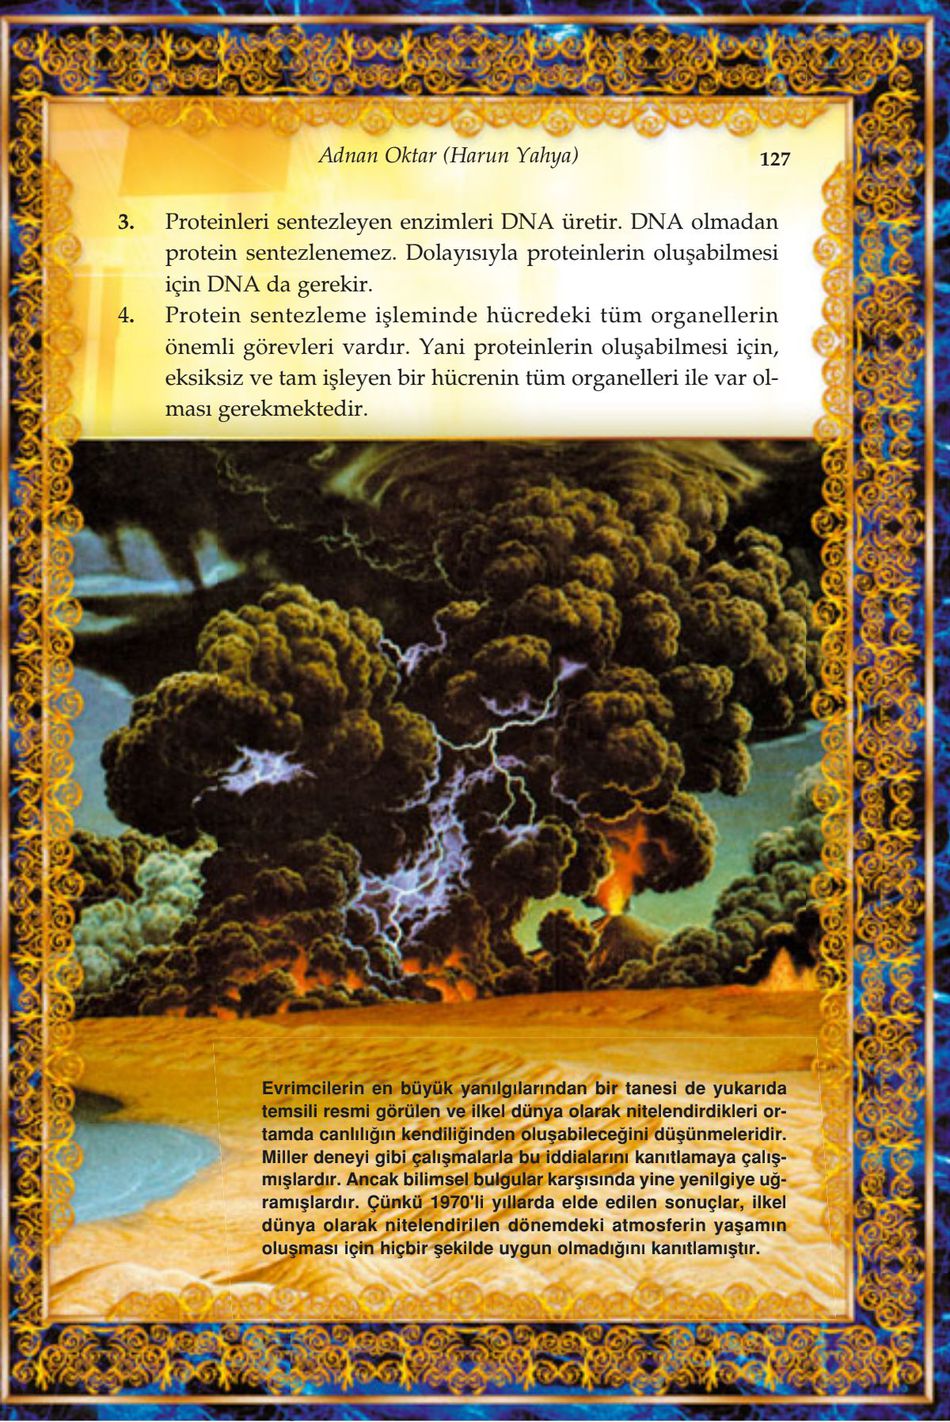 Adnan Oktar (Harun Yahya)
127
3. Proteinleri sentezleyen enzimleri DNA üretir. DNA olmadan
protein sentezlenemez. Dolayısıyla proteinlerin oluşabilmesi
için DNA da gerekir.
4. Protein sentezleme işleminde hücredeki tüm organellerin
önemli görevleri vardır. Yani proteinlerin oluşabilmesi için,
eksiksiz ve tam işleyen bir hücrenin tüm organelleri ile var ol-
ması gerekmektedir.
Evrimcilerin en büyük yanılgılarından bir tanesi de yukarıda
temsili resmi görülen ve ilkel dünya olarak nitelendirdikleri or-
tamda canlılığın kendiliğinden oluşabileceğini düşünmeleridir.
Miller deneyi gibi çalışmalarla bu iddialarını kanıtlamaya çalış-
mışlardır. Ancak bilimsel bulgular karşısında yine yenilgiye uğ-
ramışlardır. Çünkü 1970'li yıllarda elde edilen sonuçlar, ilkel
dünya olarak nitelendirilen dönemdeki atmosferin yaşamın
oluşması için hiçbir şekilde uygun olmadığını kanıtlamıştır.